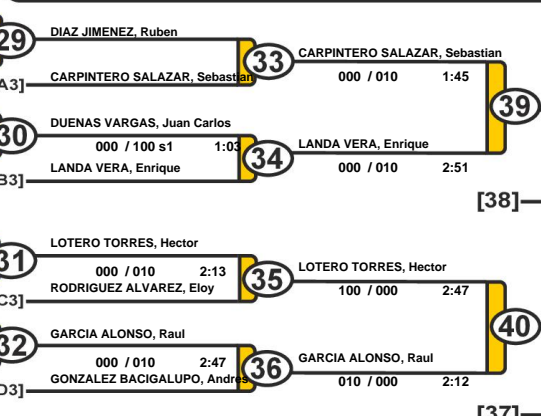 29
DIAZ JIMENEZ, Ruben
33
CARPINTERO SALAZAR, Sebastian
A3]
CARPINTERO SALAZAR, Sebastian
000 / 010 1:45
39
30
DUENAS VARGAS, Juan Carlos
000 / 100 s1 1:03
34
LANDA VERA, Enrique
B3]
LANDA VERA, Enrique
000 / 010 2:51
[38]
31
LOTERO TORRES, Hector
000 / 010 2:13
35
LOTERO TORRES, Hector
C3]
RODRIGUEZ ALVAREZ, Eloy
100 / 000 2:47
40
32
GARCIA ALONSO, Raul
000 / 010 2:47
36
GARCIA ALONSO, Raul
D3]
GONZALEZ BACIGALUPO, Andres
010 / 000 2:12
[37]